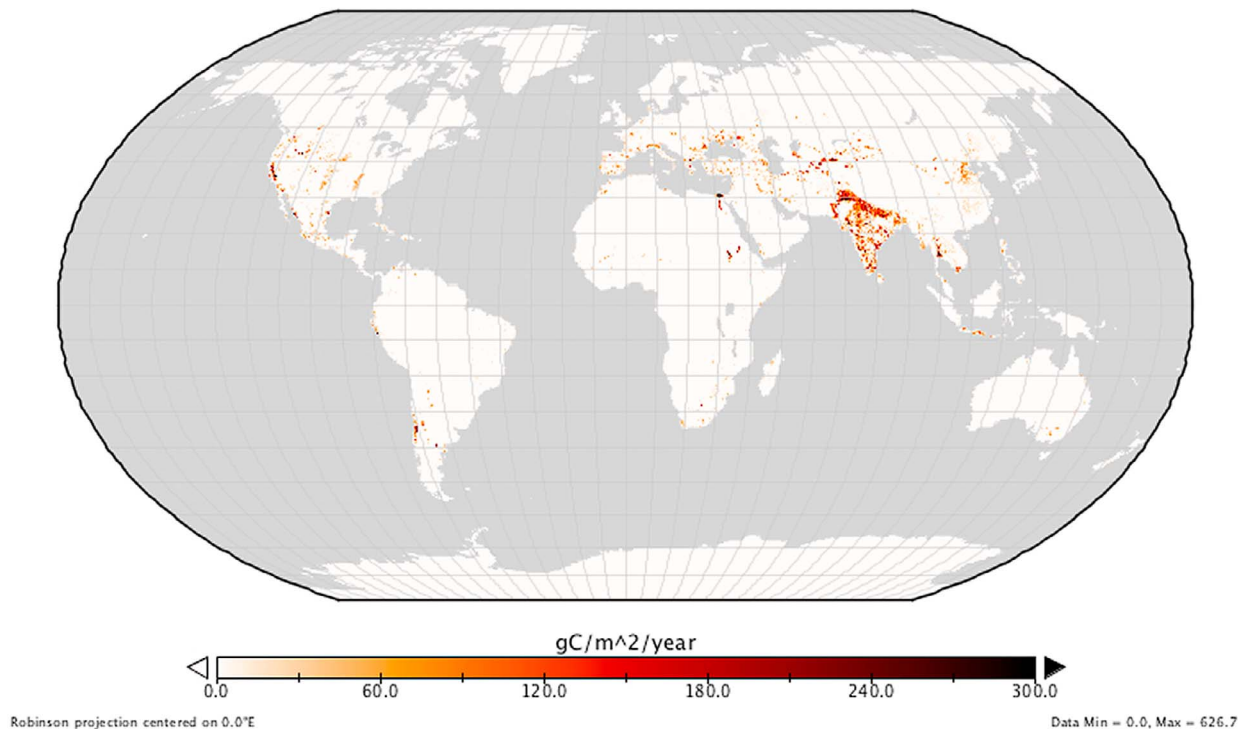 gC/m^2/year
0.0 60.0 120.0 180.0 240.0 300.0
Robinson projection centered on 0.0°E Data Min = 0.0, Max = 626.7